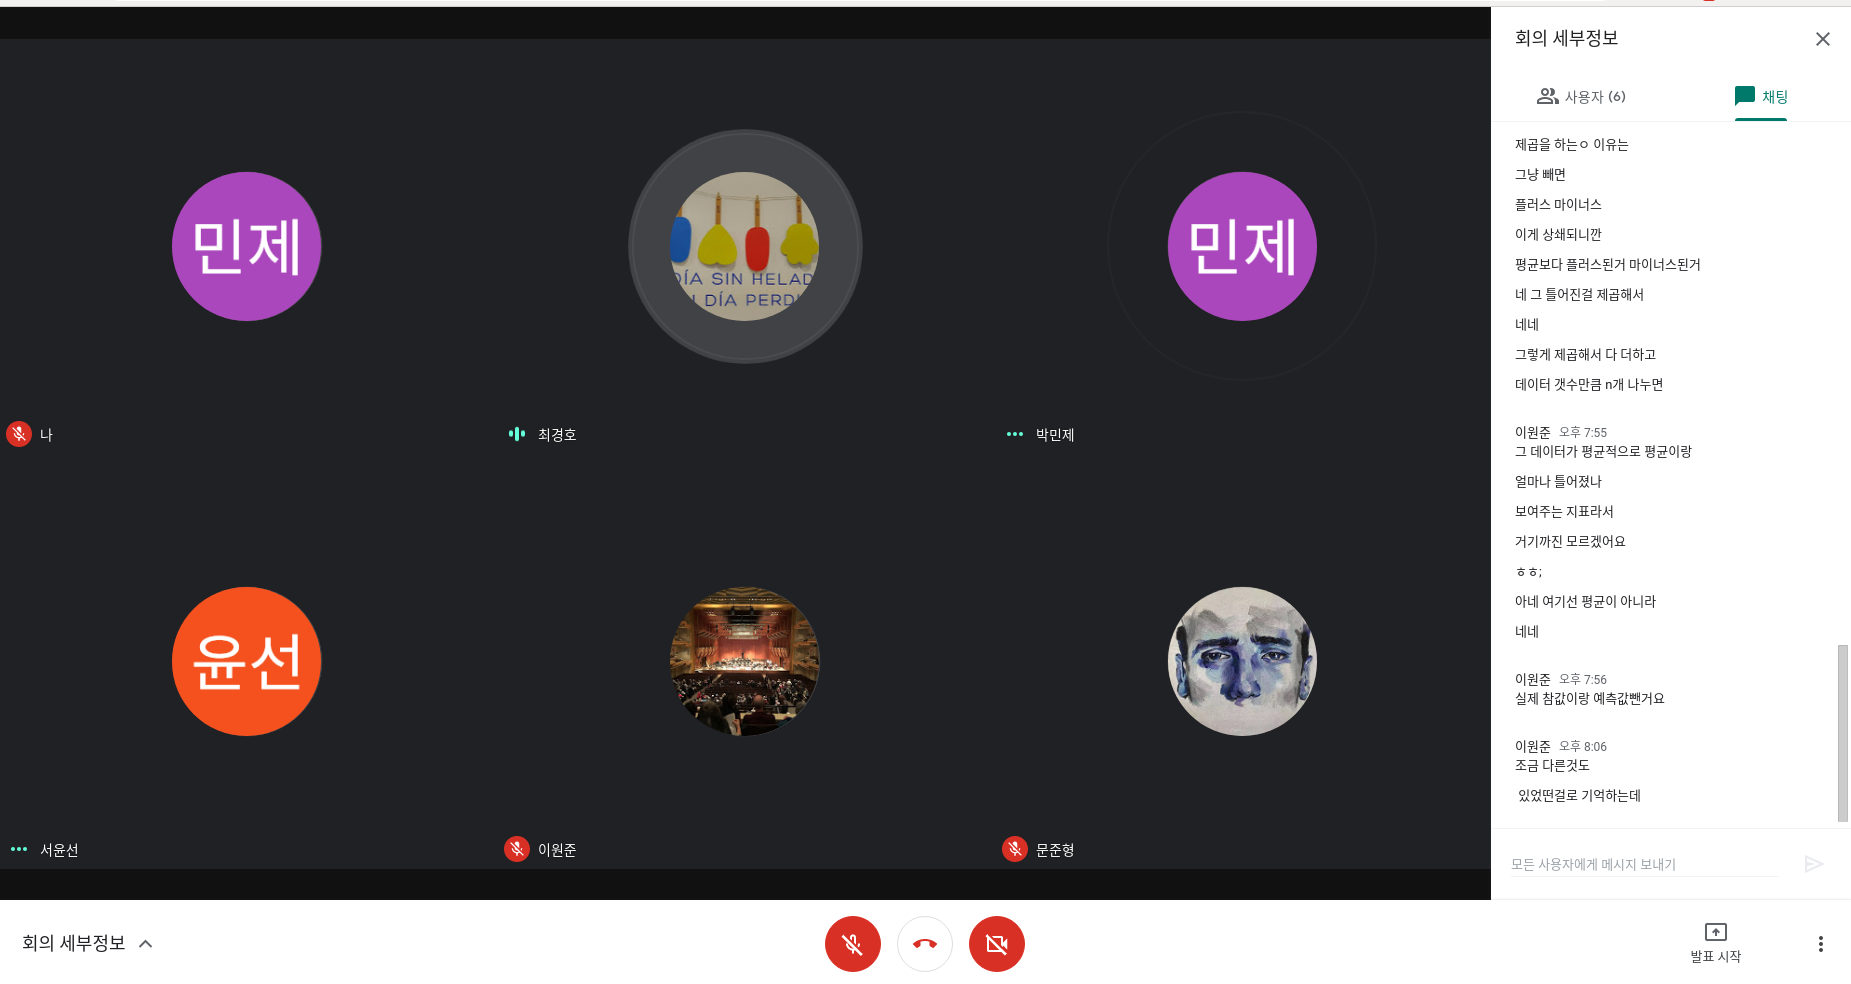 회의 세부정보
사용자 (6)
채팅
제곱을 하는ㅇ 이유는
그냥 빼면
플러스 마이너스
이게 상쇄되니깐
평균보다 플러스된거 마이너스된거
네 그 틀어진걸 제곱해서
네네
그렇게 제곱해서 다 더하고
데이터 갯수만큼 n개 나누면
이원준 오후 7:55
그 데이터가 평균적으로 평균이랑
얼마나 틀어졌나
보여주는 지표라서
거기까진 모르겠어요
ㅎㅎ;
아네 여기선 평균이 아니라
네네
이원준 오후 7:56
실제 참값이랑 예측값뺀거요
이원준 오후 8:06
조금 다른것도
있었떤걸로 기억하는데
모든 사용자에게 메시지 보내기
민제
나
DÍA SIN HELAD
DÍA PERD
최경호
민제
박민제
윤선
서윤선
이원준
문준형
회의 세부정보
발표 시작